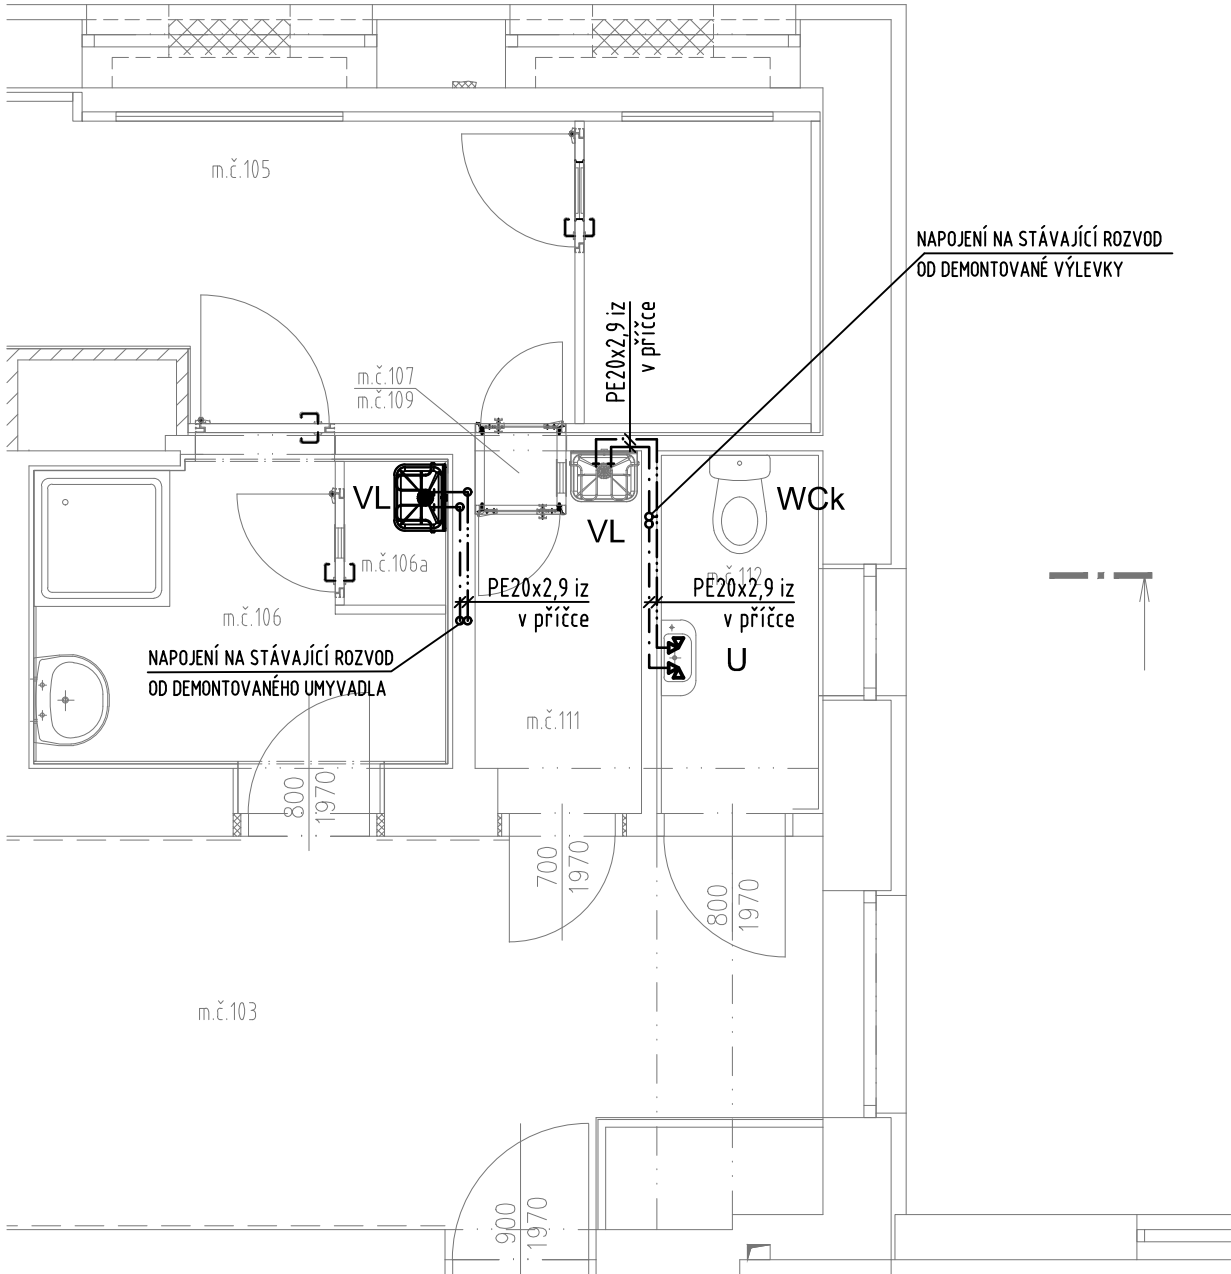 m.č.105
NAPOJENÍ NA STÁVAJÍCÍ ROZVOD
OD DEMONTOVANÉ VÝLEVKY
PE20x2,9 iz
v příčce
m.č.107
m.č.109
VL
VL
WCk
m.č.106a
m.č.112
PE20x2,9 iz
v příčce
PE20x2,9 iz
v příčce
m.č.106
NAPOJENÍ NA STÁVAJÍCÍ ROZVOD
OD DEMONTOVANÉHO UMYVADLA
U
m.č.111
800
1970
700
1970
800
1970
m.č.103
900
1970